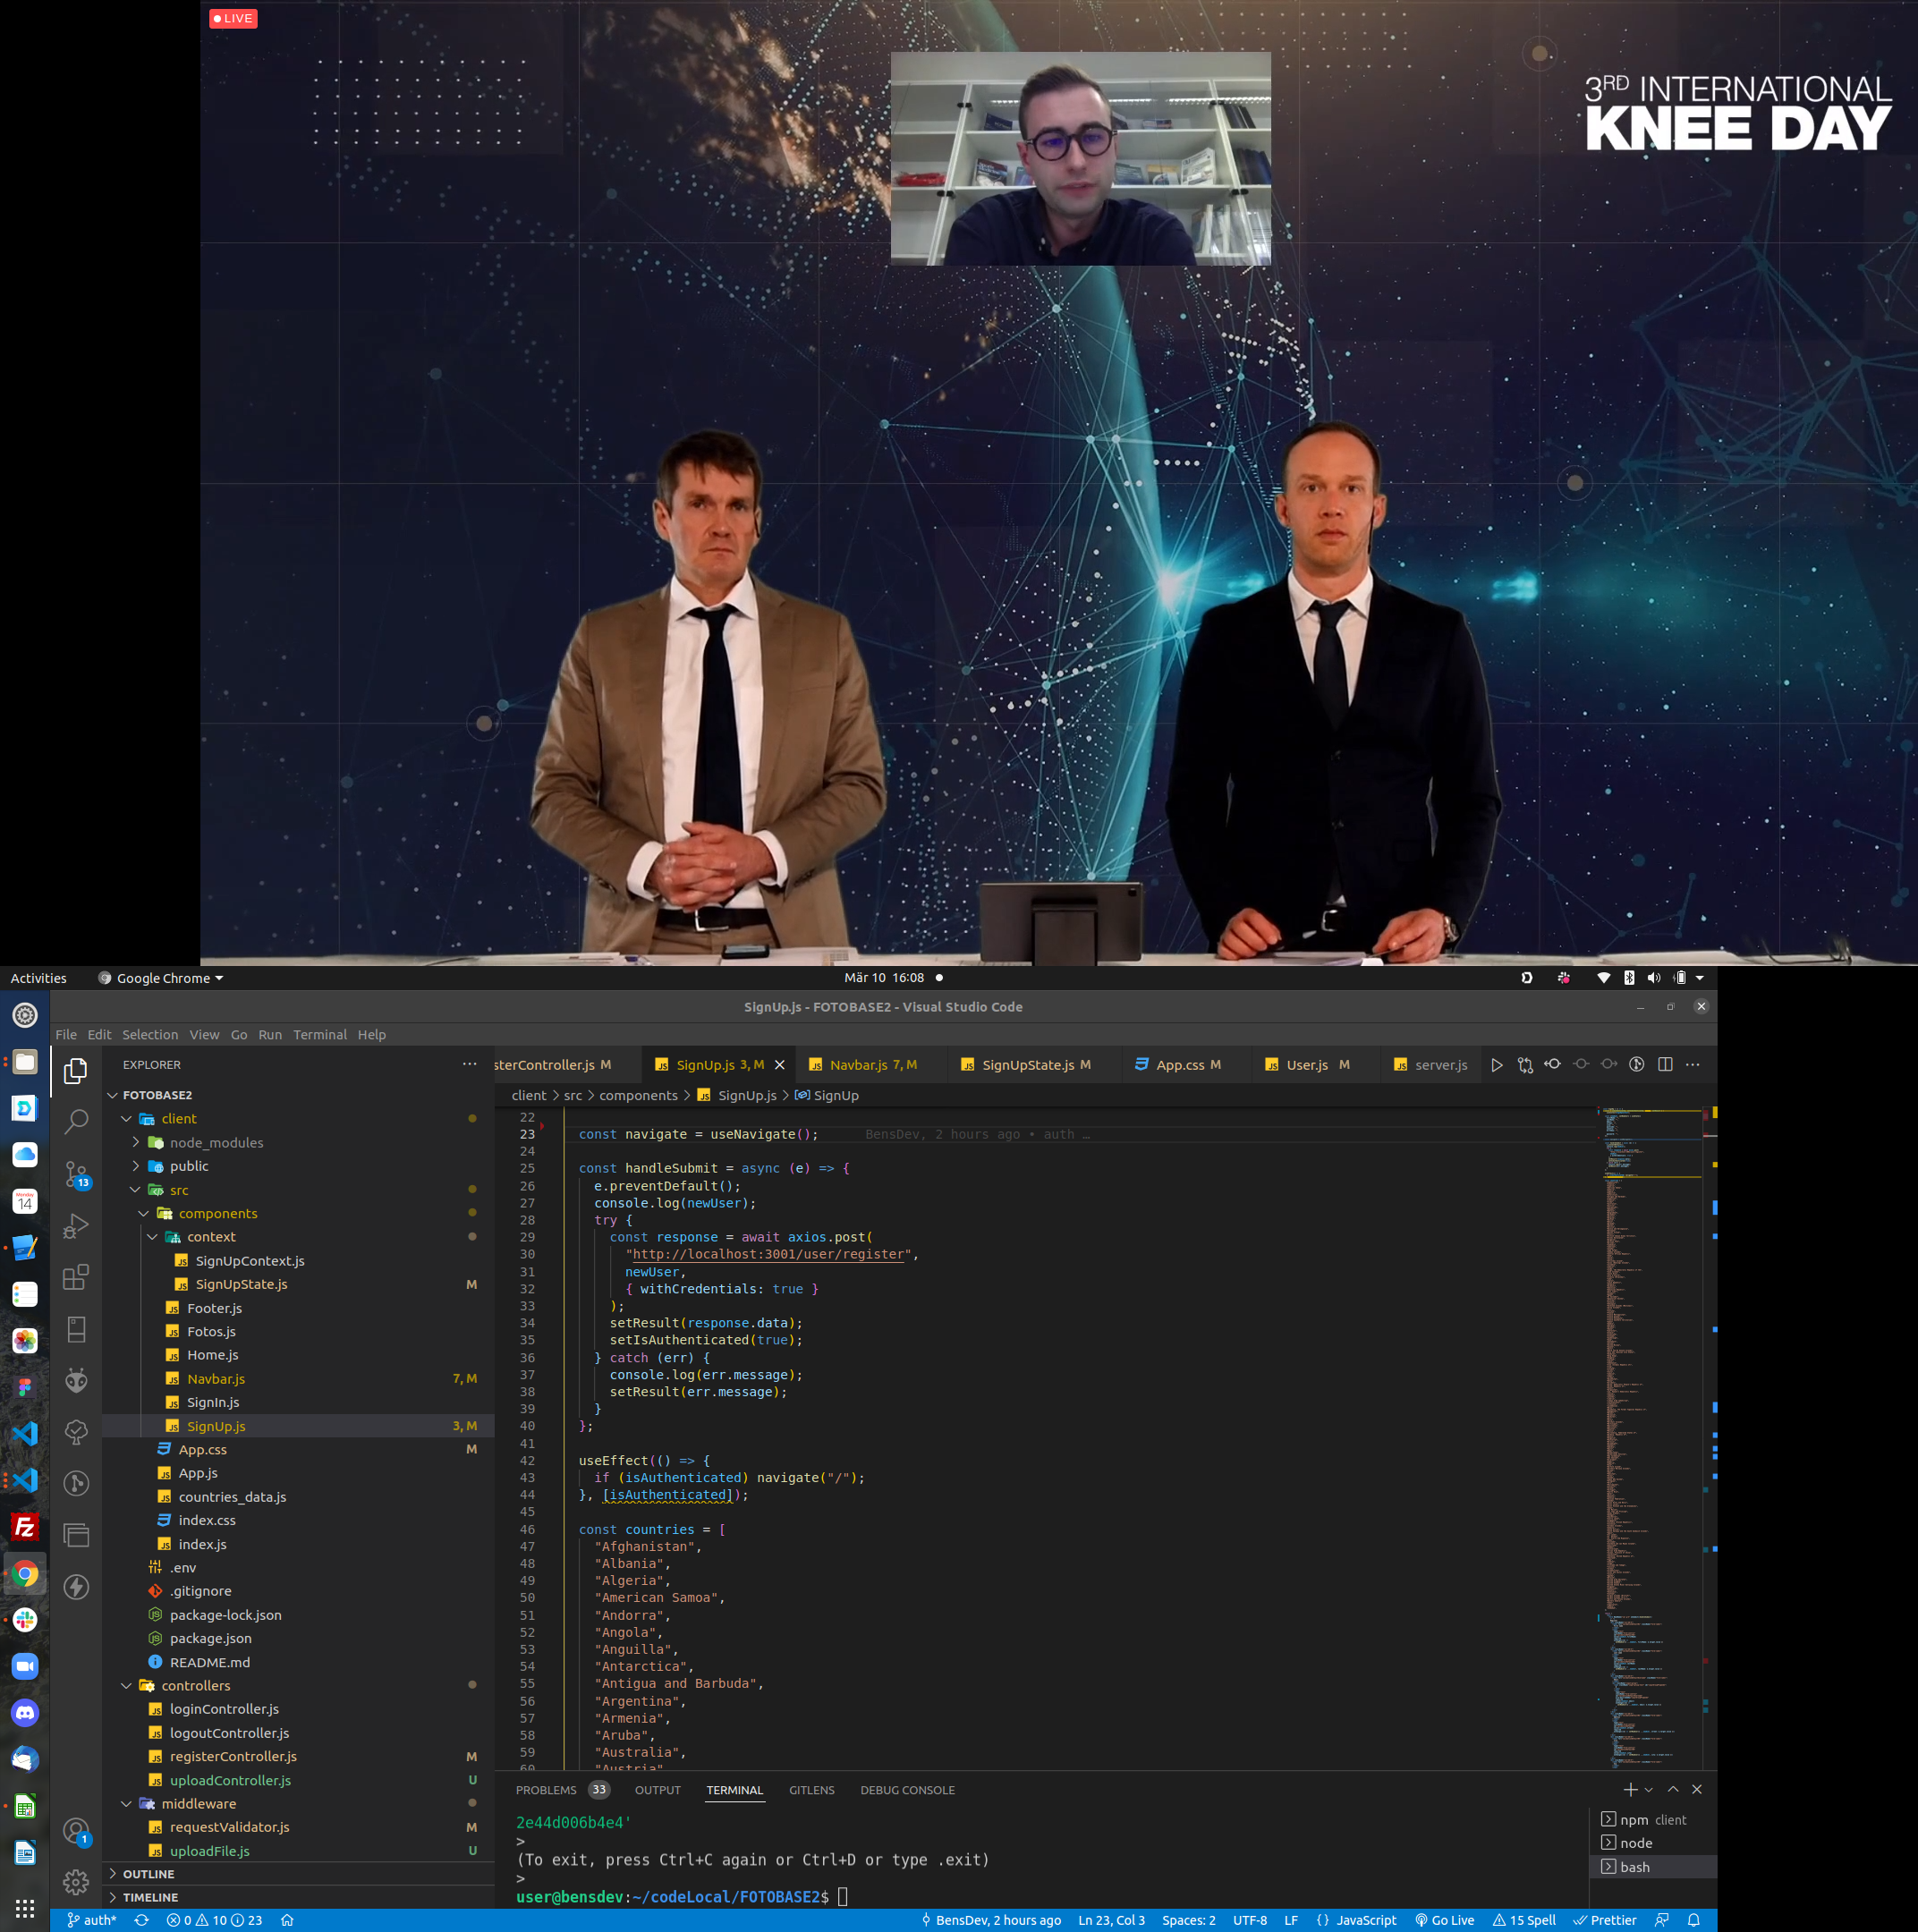 LIVE
3RD INTERNATIONAL
KNEE DAY
Activities
Google Chrome
Mär 10 16:08
SignUp.js - FOTOBASE2 - Visual Studio Code
File Edit Selection View Go Run Terminal Help
EXPLORER
FOTOBASE2
client
node_modules
public
src
components
context
SignUpContext.js
SignUpState.js M
Footer.js
Fotos.js
Home.js
Navbar.js 7, M
SignIn.js
SignUp.js 3, M
App.css M
App.js
countries_data.js
index.css
index.js
.env
.gitignore
package-lock.json
package.json
README.md
controllers
loginController.js
logoutController.js
registerController.js M
uploadController.js U
middleware
requestValidator.js M
uploadFile.js U
OUTLINE
TIMELINE
13
1
Monday
14
sterController.js M
SignUp.js 3, M
Navbar.js 7, M
SignUpState.js M
App.css M
User.js M
server.js
client > src > components > SignUp.js > SignUp
22
23 const navigate = useNavigate(); BensDev, 2 hours ago • auth …
24
25 const handleSubmit = async (e) => {
26 e.preventDefault();
27 console.log(newUser);
28 try {
29 const response = await axios.post(
30 "http://localhost:3001/user/register",
31 newUser,
32 { withCredentials: true }
33 );
34 setResult(response.data);
35 setIsAuthenticated(true);
36 } catch (err) {
37 console.log(err.message);
38 setResult(err.message);
39 }
40 };
41
42 useEffect(() => {
43 if (isAuthenticated) navigate("/");
44 }, [isAuthenticated]);
45
46 const countries = [
47 "Afghanistan",
48 "Albania",
49 "Algeria",
50 "American Samoa",
51 "Andorra",
52 "Angola",
53 "Anguilla",
54 "Antarctica",
55 "Antigua and Barbuda",
56 "Argentina",
57 "Armenia",
58 "Aruba",
59 "Australia",
60 "Austria",
PROBLEMS 33 OUTPUT TERMINAL GITLENS DEBUG CONSOLE
2e44d006b4e4'
>
(To exit, press Ctrl+C again or Ctrl+D or type .exit)
>
user@bensdev:~/codeLocal/FOTOBASE2$
npm client
node
bash
auth* 0 10 23
BensDev, 2 hours ago Ln 23, Col 3 Spaces: 2 UTF-8 LF {} JavaScript Go Live 15 Spell Prettier